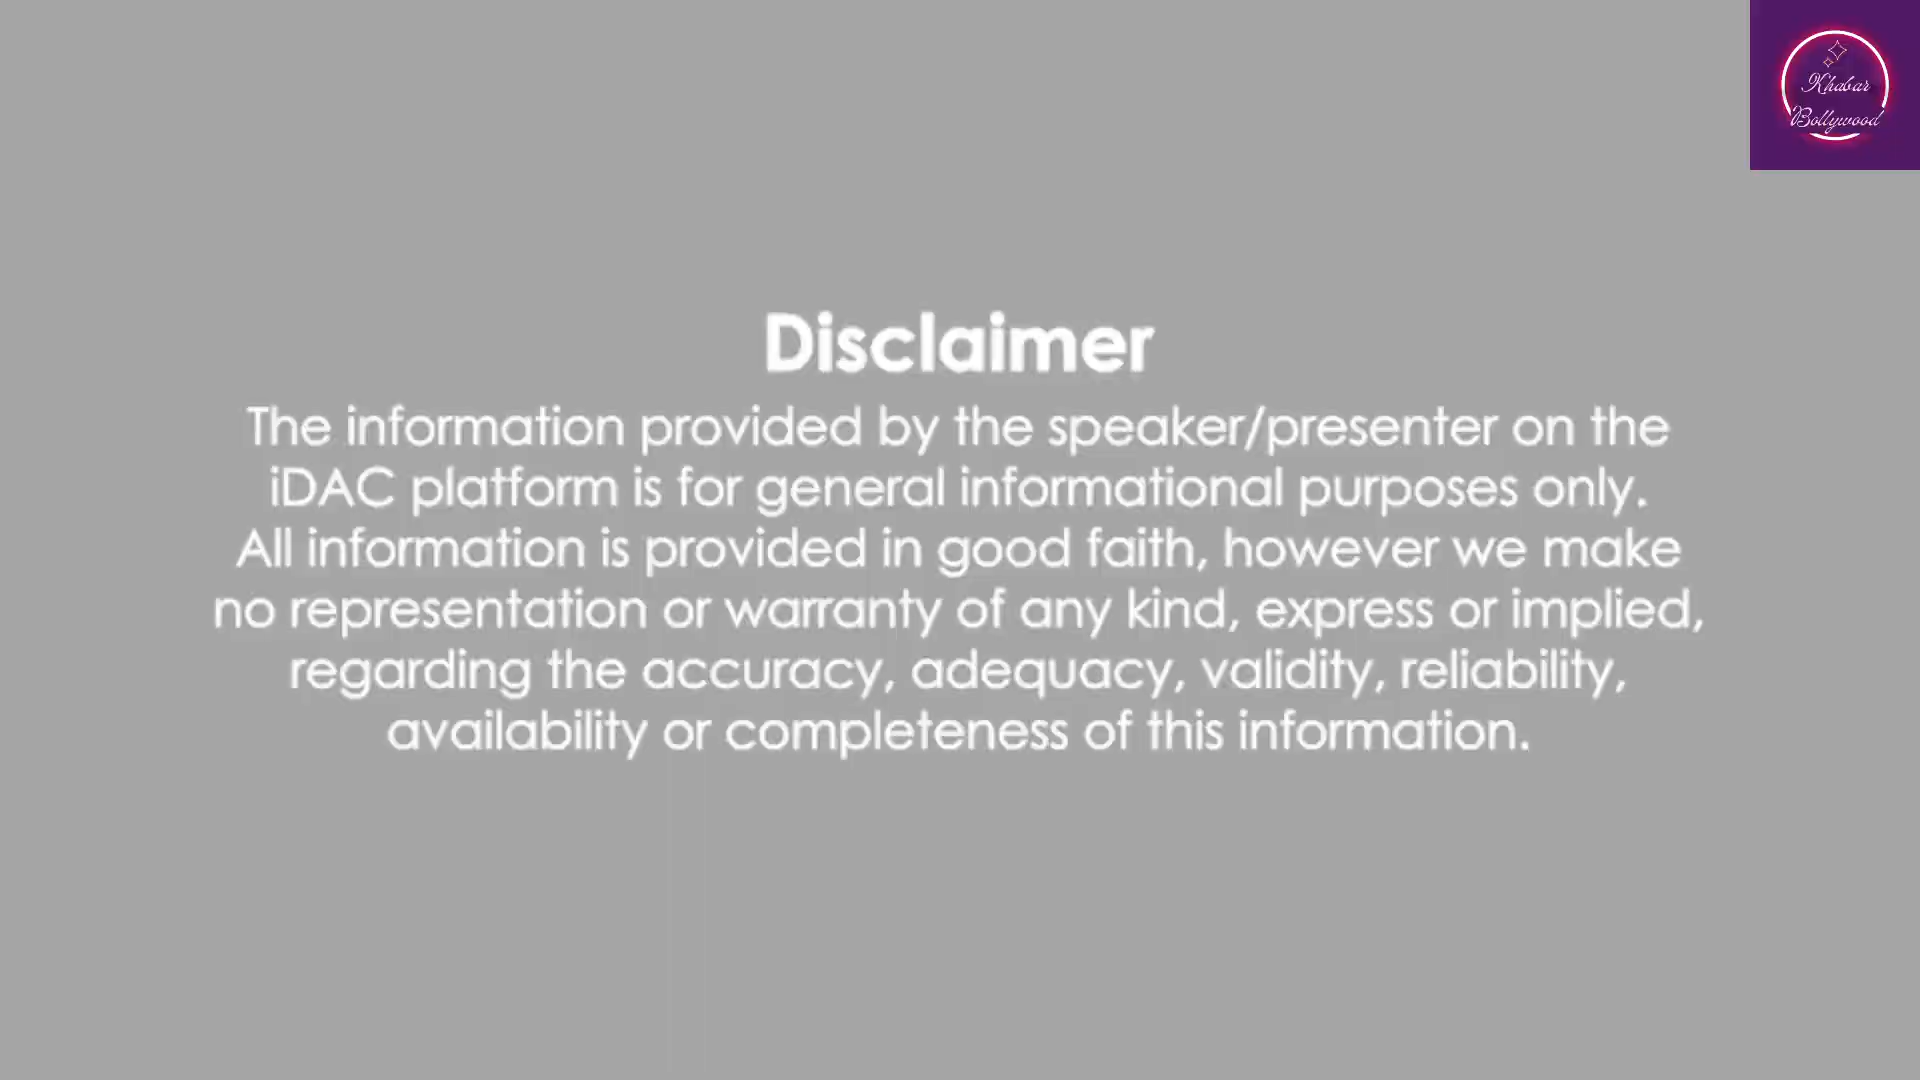 Khabar
Bollywood
Disclaimer
The information provided by the speaker/presenter on the
iDAC platform is for general informational purposes only.
All information is provided in good faith, however we make
no representation or warranty of any kind, express or implied,
regarding the accuracy, adequacy, validity, reliability,
availability or completeness of this information.